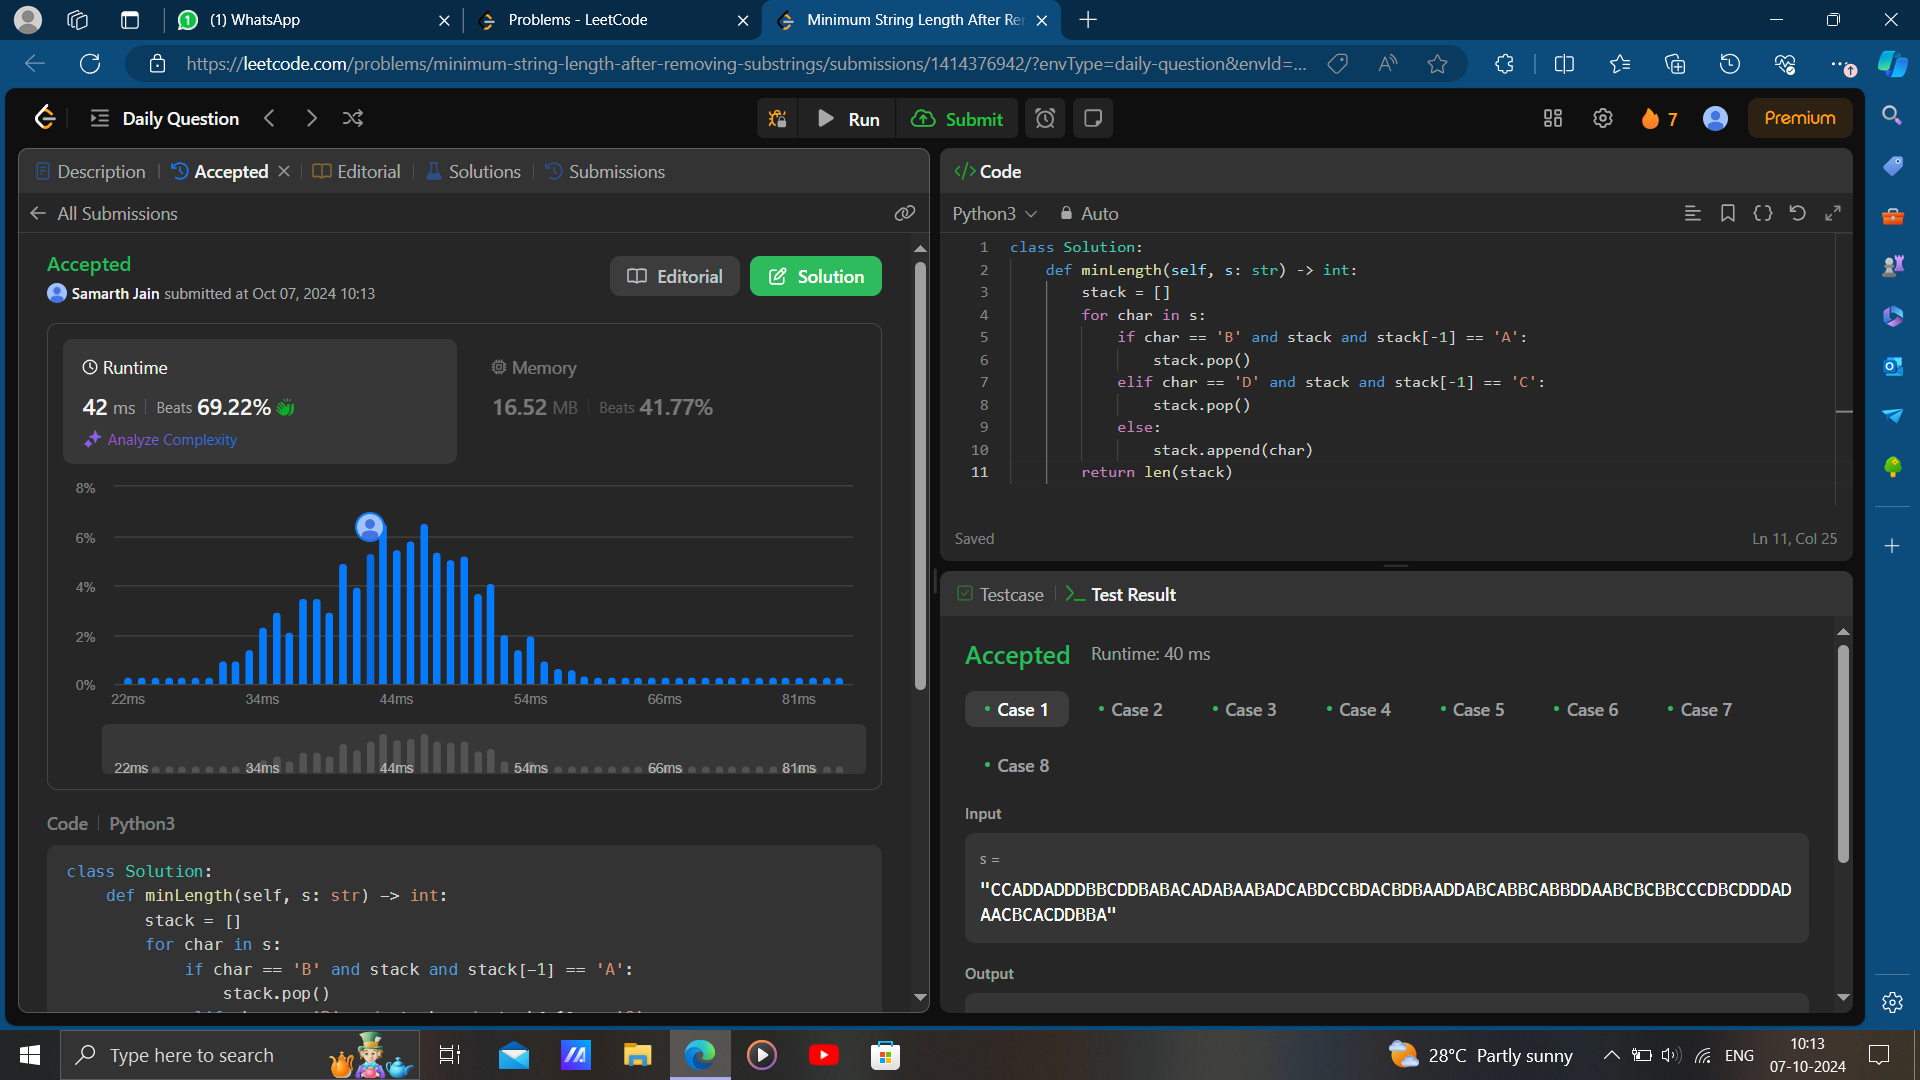 (1) WhatsApp
Problems - LeetCode
Minimum String Length After Re
https://leetcode.com/problems/minimum-string-length-after-removing-substrings/submissions/1414376942/?envType=daily-question&envId=...
Daily Question
Run
Submit
7
Premium
Description
Accepted
Editorial
Solutions
Submissions
All Submissions
Accepted
Editorial
Solution
Samarth Jain submitted at Oct 07, 2024 10:13
Runtime
42 ms
Beats 69.22%
Analyze Complexity
Memory
16.52 MB
Beats 41.77%
8%
6%
4%
2%
0%
22ms 34ms 44ms 54ms 66ms 81ms
22ms 34ms 44ms 54ms 66ms 81ms
Code
Python3
class Solution:
    def minLength(self, s: str) -> int:
        stack = []
        for char in s:
            if char == 'B' and stack and stack[-1] == 'A':
                stack.pop()
Code
Python3
Auto
1 class Solution:
2     def minLength(self, s: str) -> int:
3         stack = []
4         for char in s:
5             if char == 'B' and stack and stack[-1] == 'A':
6                 stack.pop()
7             elif char == 'D' and stack and stack[-1] == 'C':
8                 stack.pop()
9             else:
10                 stack.append(char)
11         return len(stack)
Saved
Ln 11, Col 25
Testcase
Test Result
Accepted
Runtime: 40 ms
Case 1
Case 2
Case 3
Case 4
Case 5
Case 6
Case 7
Case 8
Input
s =
"CCADDADDDBBCDDBABACADABAABADCABDCCBDACBDBAADDABCABBCABBDDAABCBCBBCCCDBCDDDAD
AACBCACDDBBA"
Output
Type here to search
28°C Partly sunny
ENG
10:13
07-10-2024